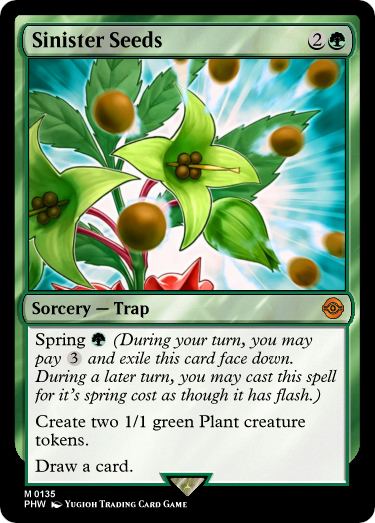 Sinister Seeds 2
Sorcery — Trap
Spring (During your turn, you may
pay 3 and exile this card face down.
During a later turn, you may cast this spell
for it's spring cost as though it has flash.)
Create two 1/1 green Plant creature
tokens.
Draw a card.
M 0135
PHW Yugioh Trading Card Game